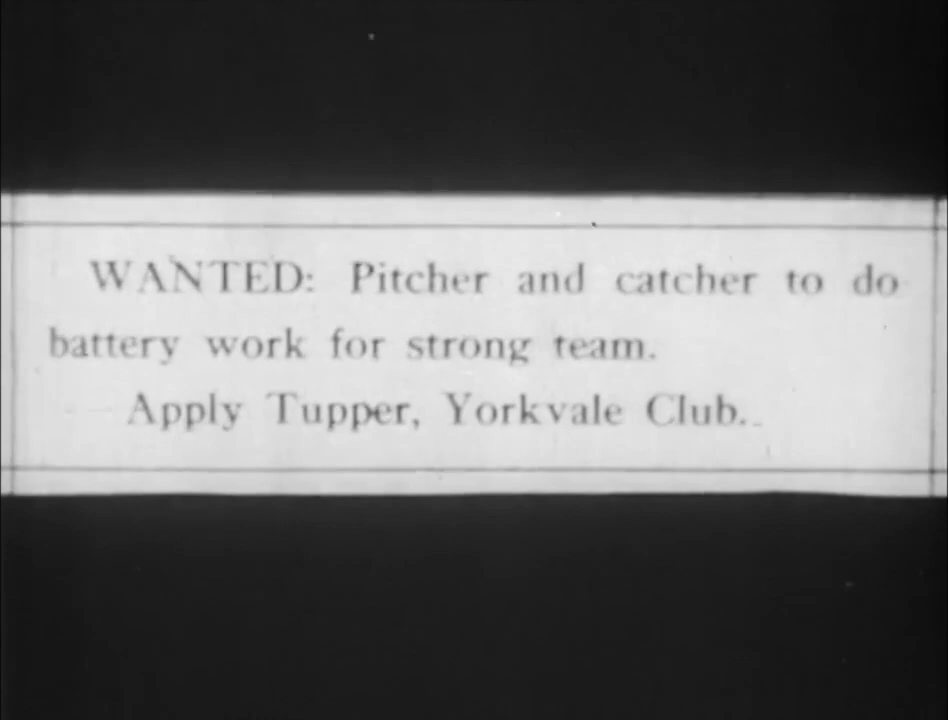 WANTED: Pitcher and catcher to do
battery work for strong team.
Apply Tupper, Yorkvale Club.